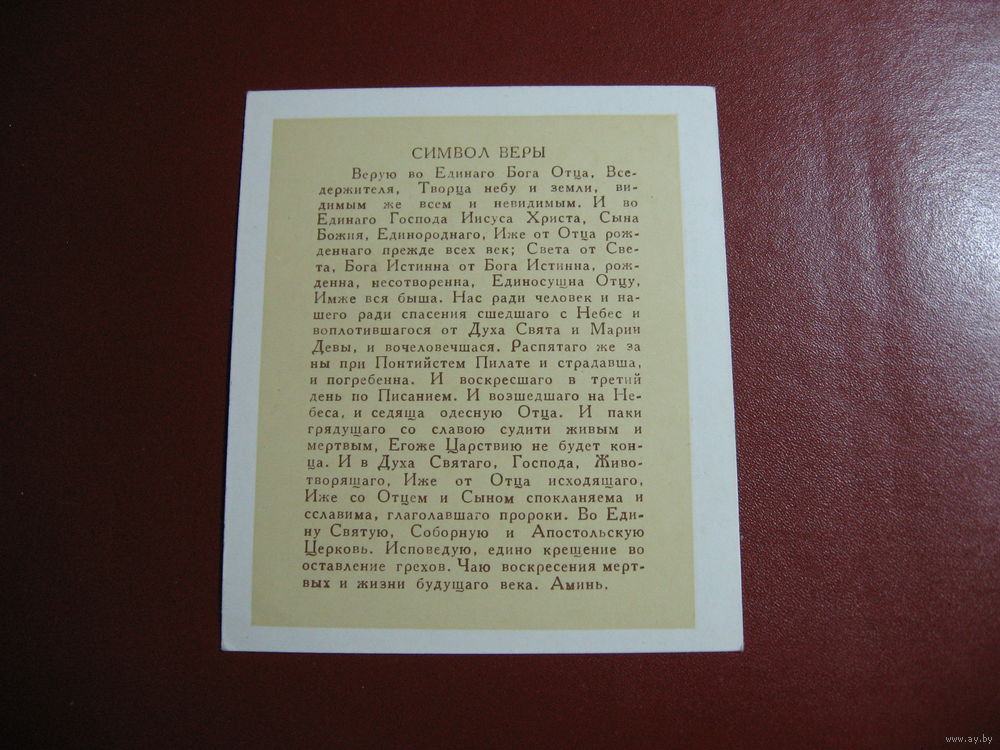 СИМВОЛ ВЕРЫ
Верую во Единаго Бога Отца, Все-
держителя, Творца небу и земли, ви-
димым же всем и невидимым. И во
Единаго Господа Иисуса Христа, Сына
Божия, Единороднаго, Иже от Отца рож-
деннаго прежде всех век; Света от Све-
та, Бога Истинна от Бога Истинна, рож-
денна, несотворенна, Единосущна Отцу,
Имже вся быша. Нас ради человек и на-
шего ради спасения сшедшаго с Небес и
воплотившагося от Духа Свята и Марии
Девы, и вочеловечшася. Распятаго же за
ны при Понтийстем Пилате и страдавша,
и погребенна. И воскресшаго в третий
день по Писанием. И возшедшаго на Не-
беса, и седяща одесную Отца. И паки
грядущаго со славою судити живым и
мертвым, Егоже Царствию не будет кон-
ца. И в Духа Святаго, Господа, Живо-
творящаго, Иже от Отца исходящаго,
Иже со Отцем и Сыном спокланяема и
сславима, глаголавшаго пророки. Во Еди-
ну Святую, Соборную и Апостольскую
Церковь. Исповедую, едино крещение во
оставление грехов. Чаю воскресения мерт-
вых и жизни будущаго века. Аминь.
www.ay.by